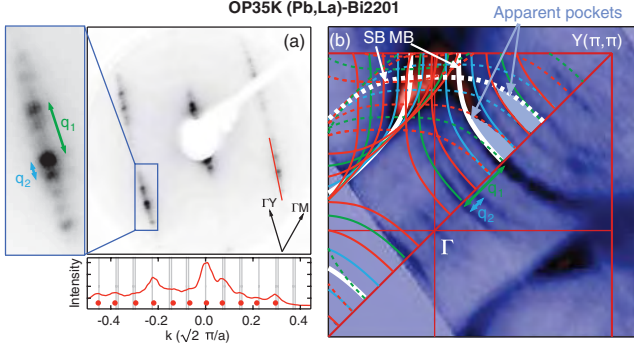 OP35K (Pb,La)-Bi2201
(a)
q1
q2
ΓY
ΓM
Intensity
-0.4
-0.2
0.0
0.2
0.4
k (√2 π/a)
Apparent pockets
(b)
SB MB
Y(π,π)
q2
Γ